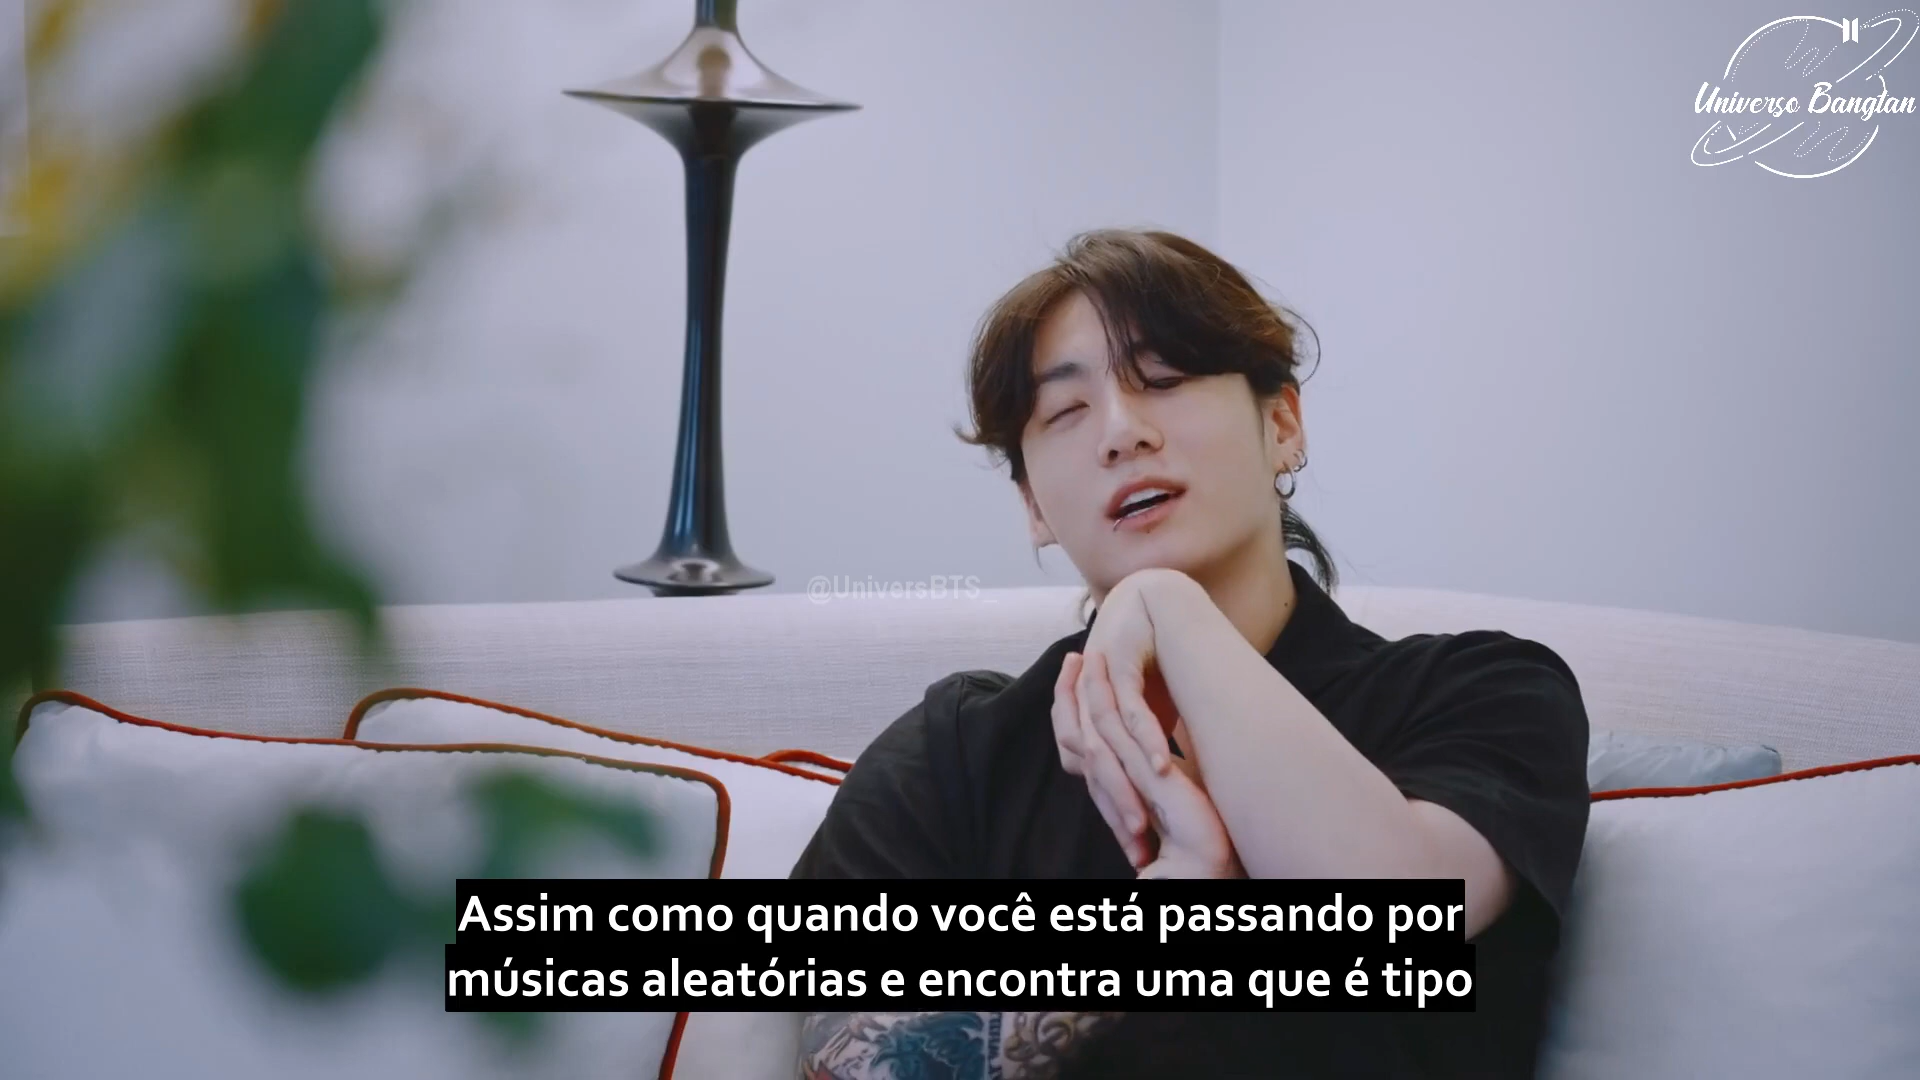 Universo Bangtan
@UniversBTS_
Assim como quando você está passando por
músicas aleatórias e encontra uma que é tipo